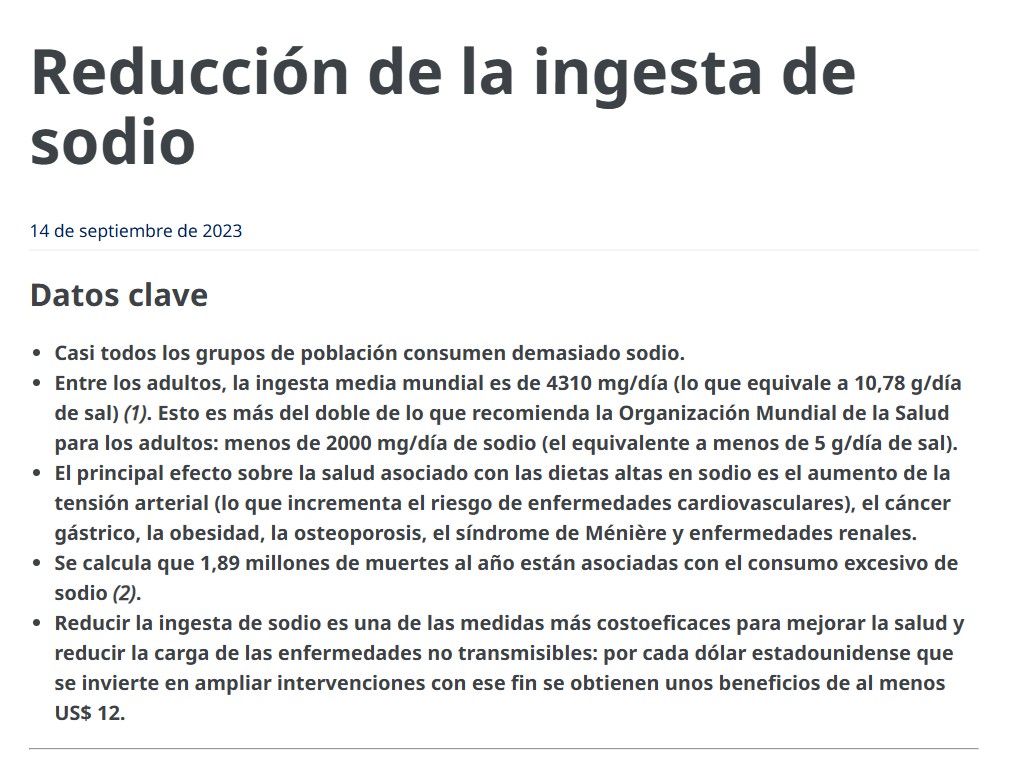 Reducción de la ingesta de
sodio
14 de septiembre de 2023
Datos clave
• Casi todos los grupos de población consumen demasiado sodio.
• Entre los adultos, la ingesta media mundial es de 4310 mg/día (lo que equivale a 10,78 g/día
de sal) (1). Esto es más del doble de lo que recomienda la Organización Mundial de la Salud
para los adultos: menos de 2000 mg/día de sodio (el equivalente a menos de 5 g/día de sal).
• El principal efecto sobre la salud asociado con las dietas altas en sodio es el aumento de la
tensión arterial (lo que incrementa el riesgo de enfermedades cardiovasculares), el cáncer
gástrico, la obesidad, la osteoporosis, el síndrome de Ménière y enfermedades renales.
• Se calcula que 1,89 millones de muertes al año están asociadas con el consumo excesivo de
sodio (2).
• Reducir la ingesta de sodio es una de las medidas más costoeficaces para mejorar la salud y
reducir la carga de las enfermedades no transmisibles: por cada dólar estadounidense que
se invierte en ampliar intervenciones con ese fin se obtienen unos beneficios de al menos
US$ 12.